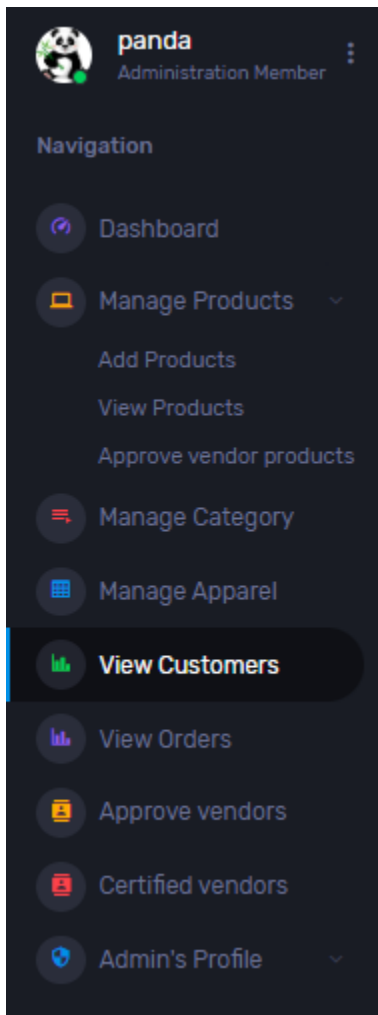 panda
Administration Member
Navigation
Dashboard
Manage Products
Add Products
View Products
Approve vendor products
Manage Category
Manage Apparel
View Customers
View Orders
Approve vendors
Certified vendors
Admin's Profile